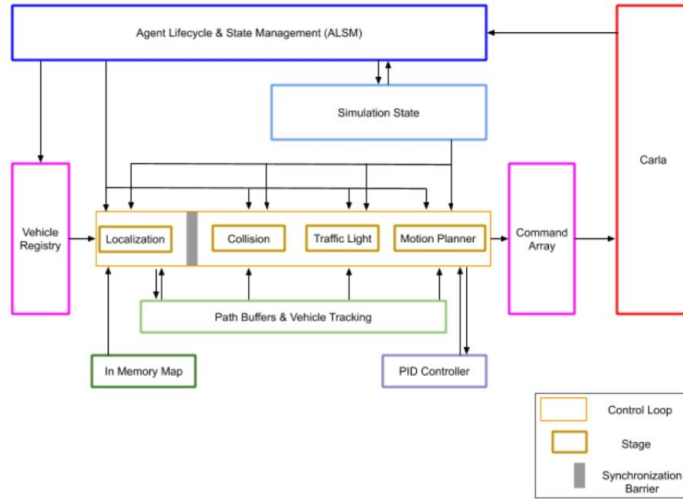 Agent Lifecycle & State Management (ALSM)
Simulation State
Carla
Vehicle
Registry
Localization
Collision
Traffic Light
Motion Planner
Command
Array
Path Buffers & Vehicle Tracking
In Memory Map
PID Controller
Control Loop
Stage
Synchronization
Barrier